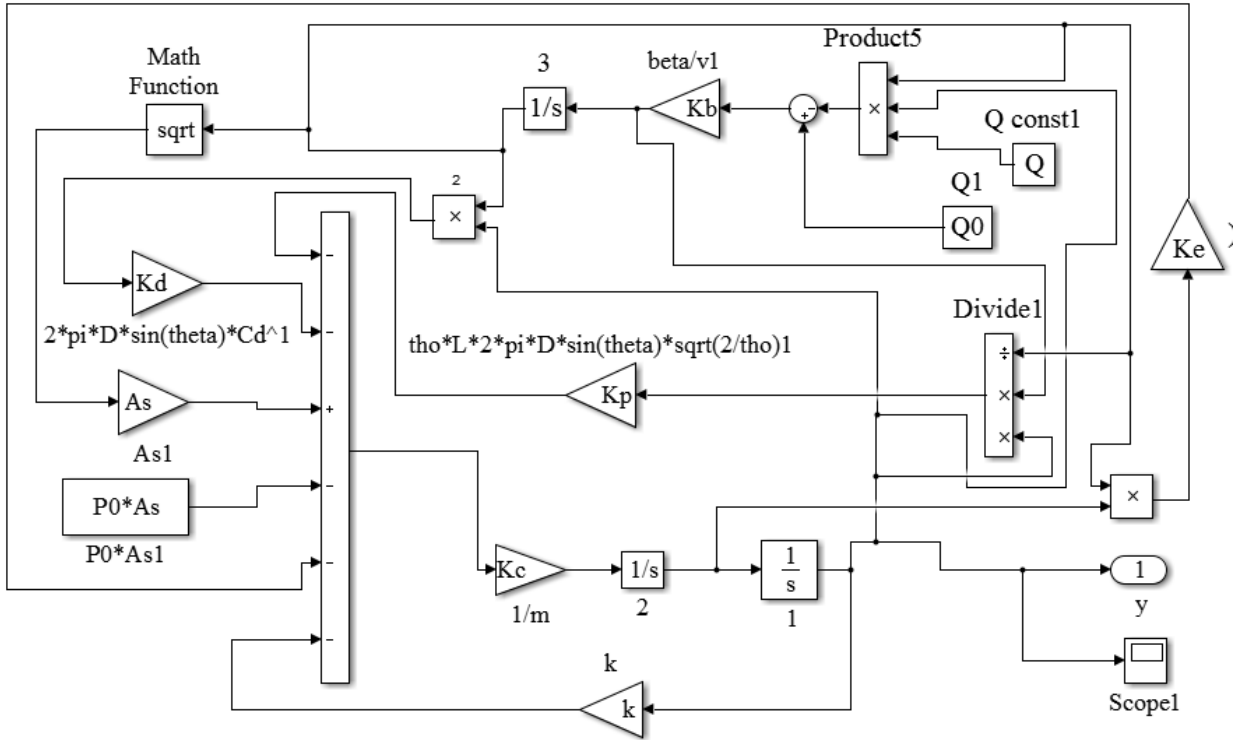 Math
Function
sqrt
3
1/s
beta/v1
Kb
-
+
Product5
×
Q const1
Q
Q1
Q0
2
×
Ke
)
Kd
2*pi*D*sin(theta)*Cd^1
-
-
+
-
-
-
As
As1
P0*As
P0*As1
tho*L*2*pi*D*sin(theta)*sqrt(2/tho)1
Kp
Divide1
÷
×
×
×
Kc
1/m
1/s
2
1
s
1
1
y
k
k
Scope1